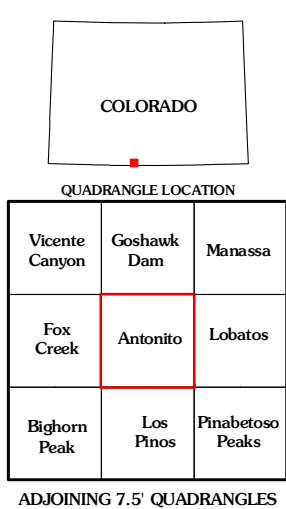 COLORADO
QUADRANGLE LOCATION
Vicente
Canyon
Goshawk
Dam
Manassa
Fox
Creek
Antonito
Lobatos
Bighorn
Peak
Los
Pinos
Pinabetoso
Peaks
ADJOINING 7.5' QUADRANGLES